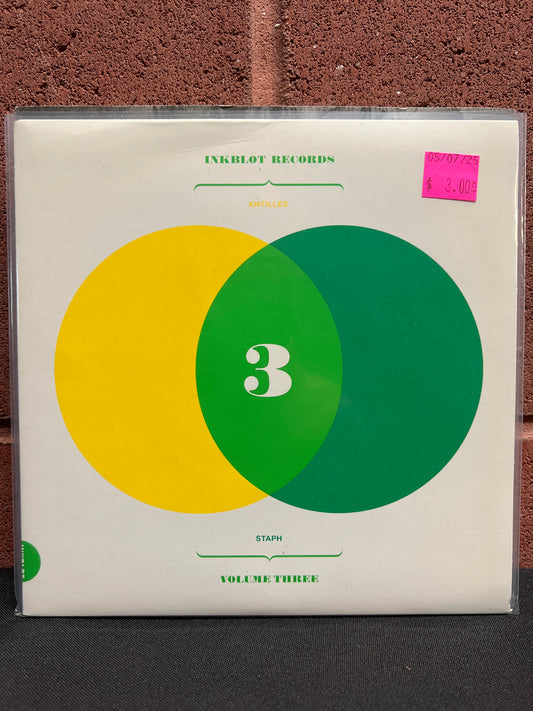 INKBLOT RECORDS
05/07/25
$ 3.00
ANTILLES
3
STAPH
VOLUME THREE